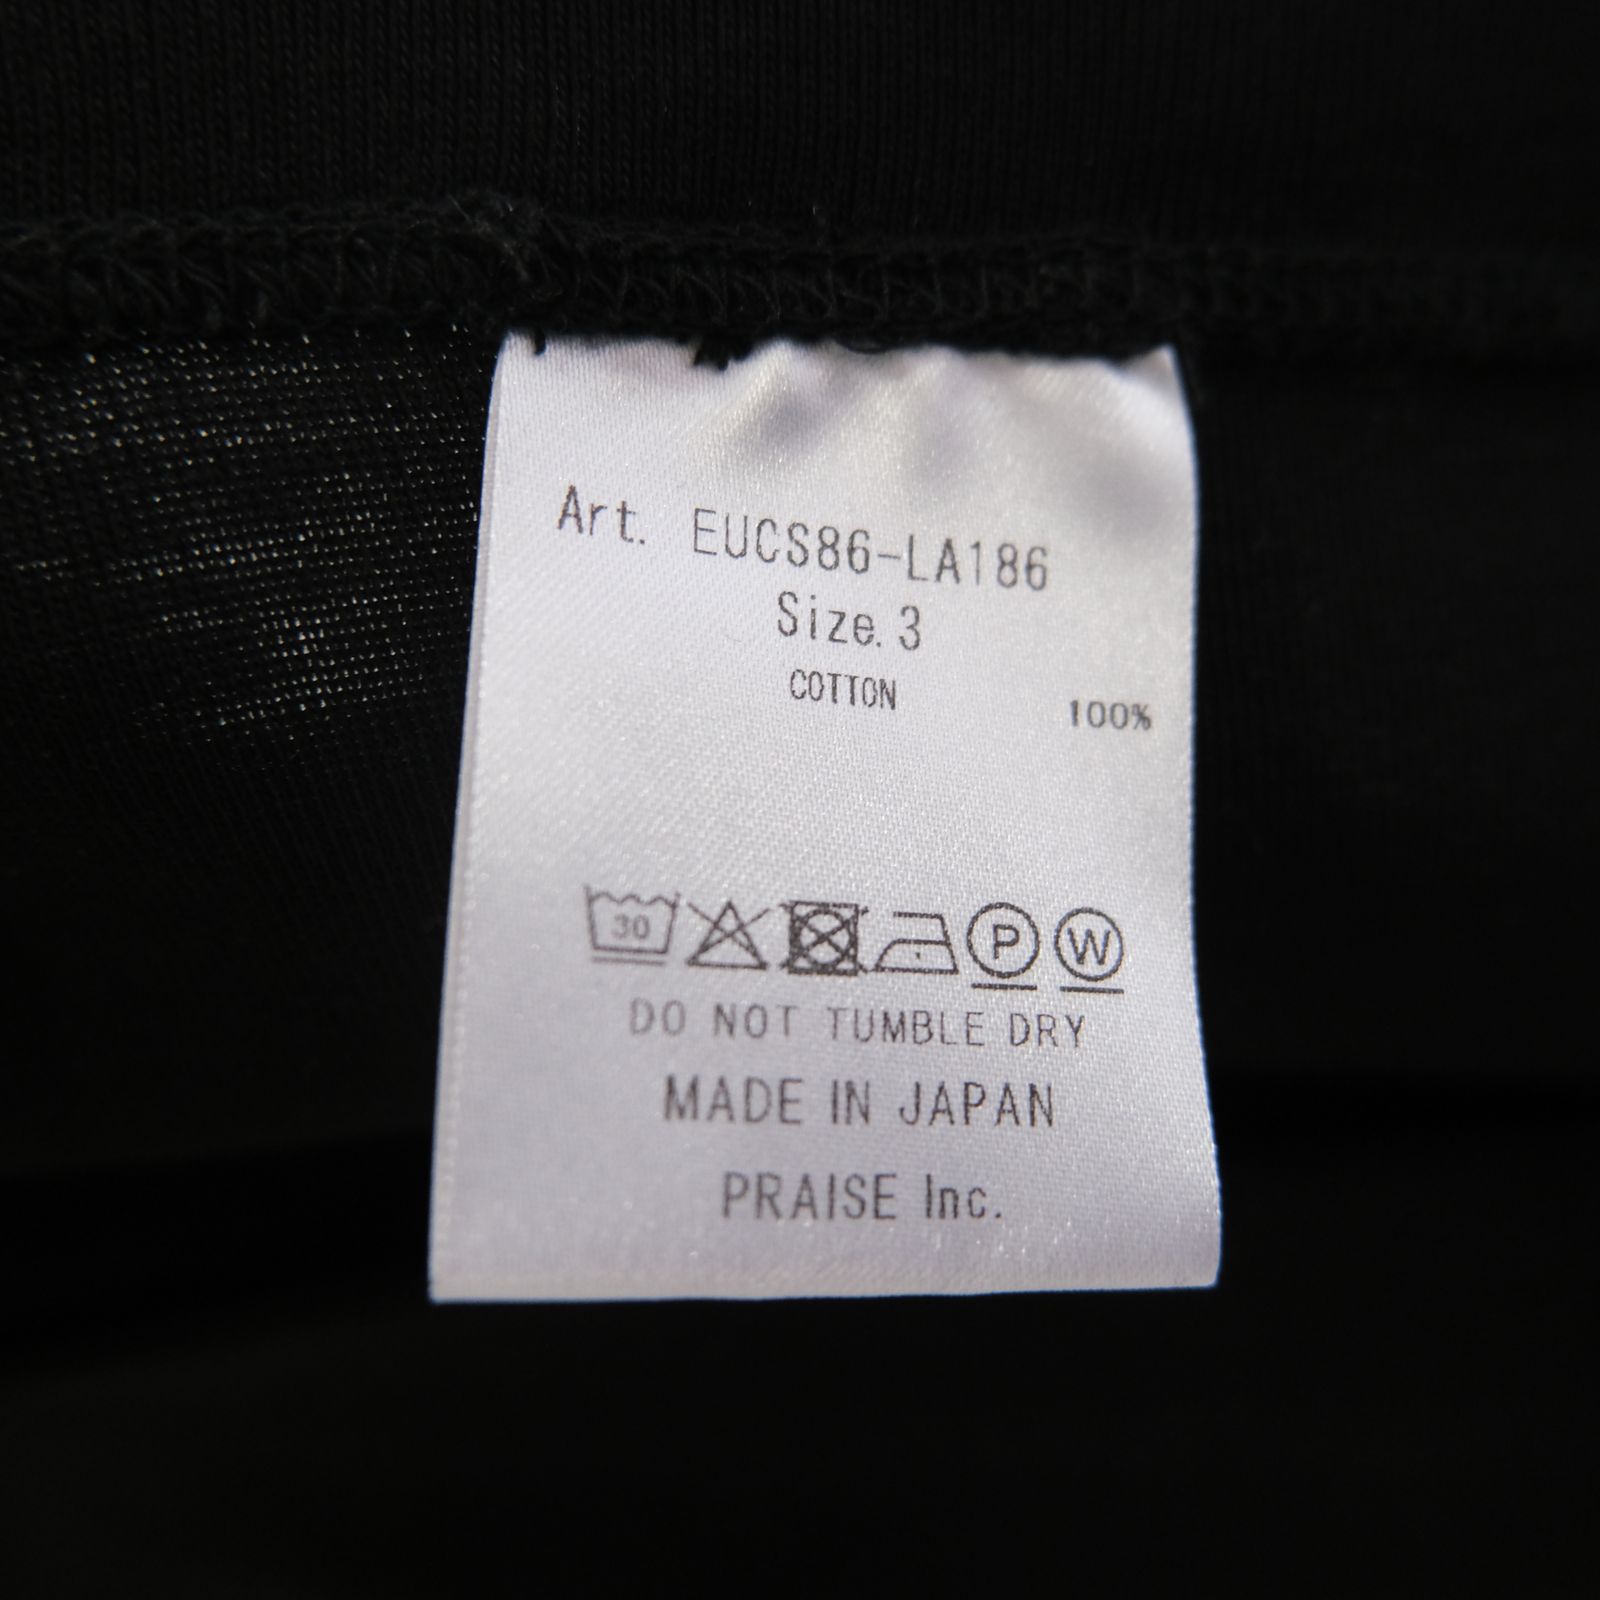 Art. EUCS86-LA186
Size.3
COTTON 100%
30 P W
DO NOT TUMBLE DRY
MADE IN JAPAN
PRAISE Inc.